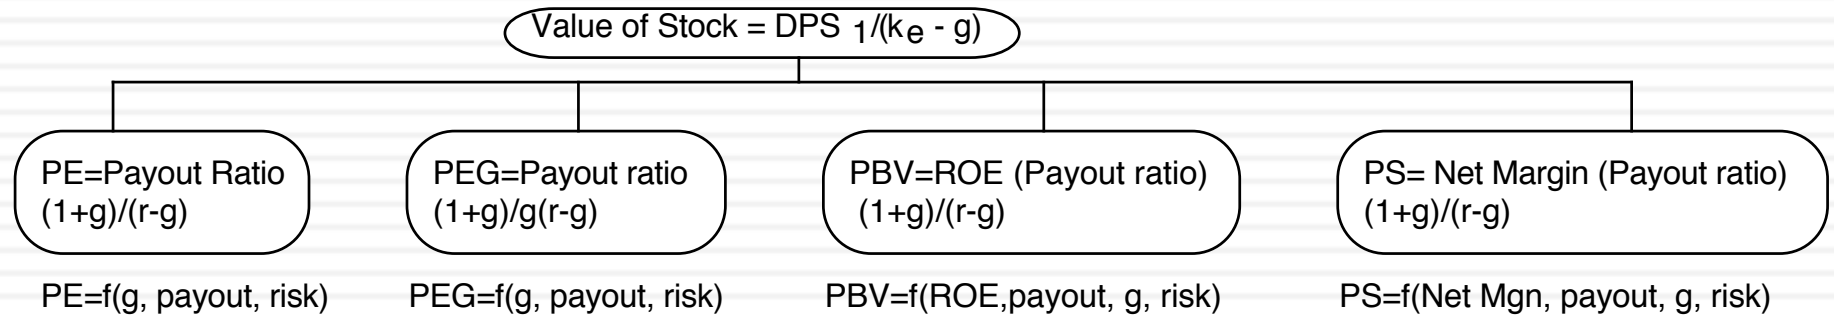 Value of Stock = DPS 1/(ke - g)
PE=Payout Ratio
(1+g)/(r-g)
PEG=Payout ratio
(1+g)/g(r-g)
PBV=ROE (Payout ratio)
(1+g)/(r-g)
PS= Net Margin (Payout ratio)
(1+g)/(r-g)
PE=f(g, payout, risk)
PEG=f(g, payout, risk)
PBV=f(ROE,payout, g, risk)
PS=f(Net Mgn, payout, g, risk)